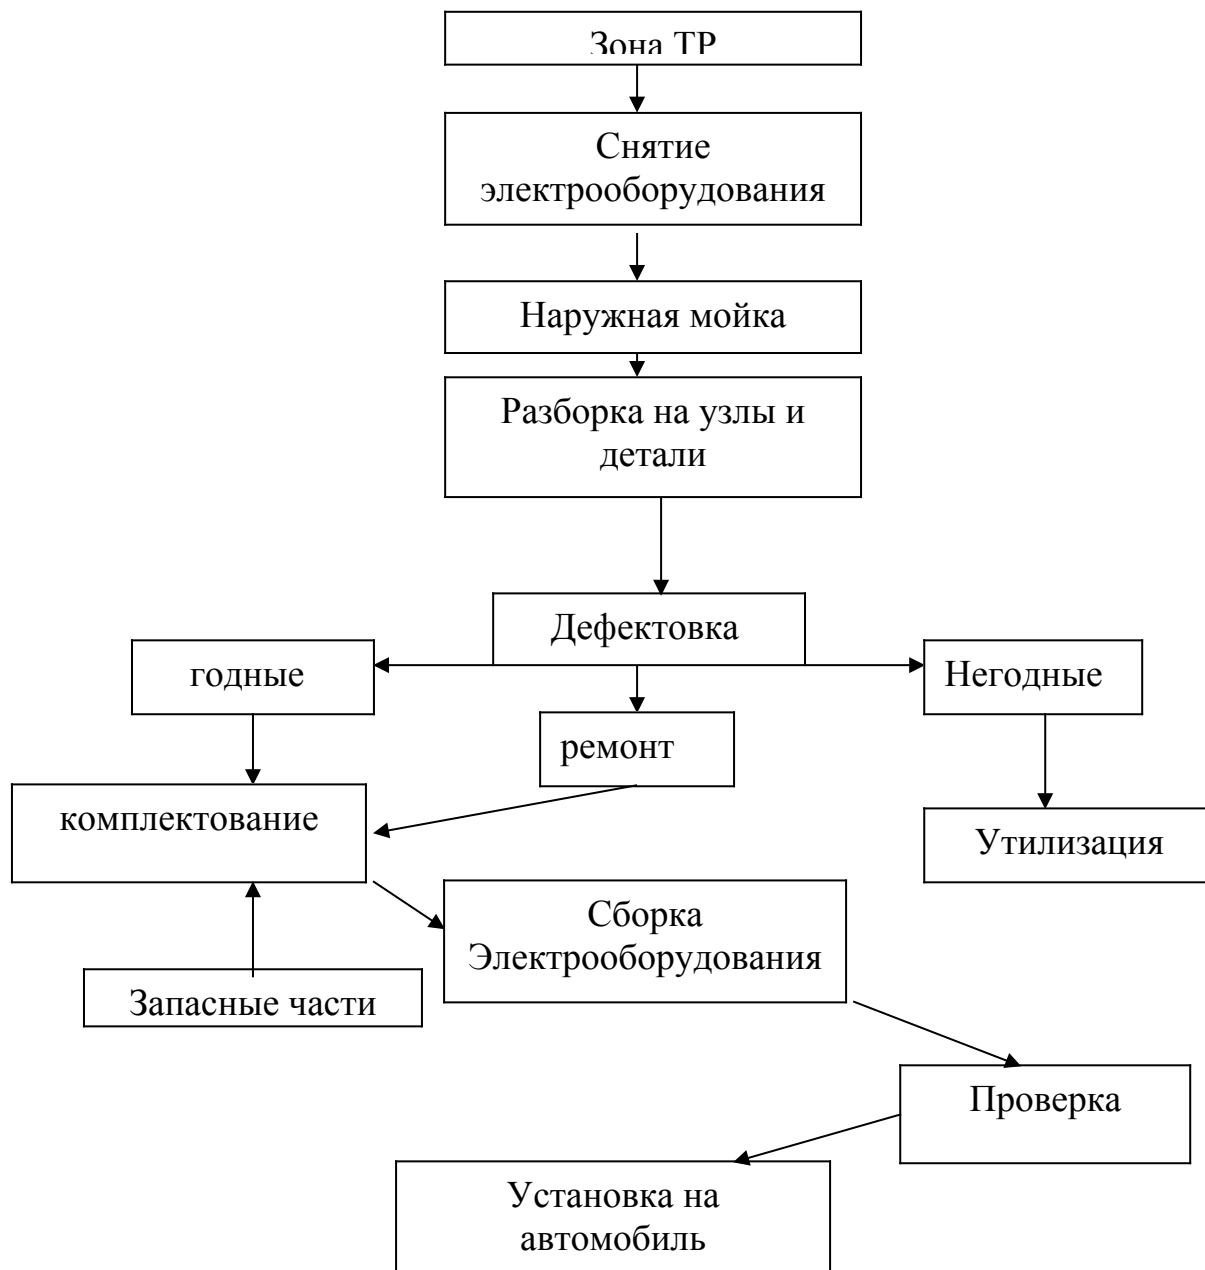 Зона ТР
Снятие
электрооборудования
Наружная мойка
Разборка на узлы и
детали
Дефектовка
годные
Негодные
ремонт
комплектование
Утилизация
Сборка
Электрооборудования
Запасные части
Проверка
Установка на
автомобиль